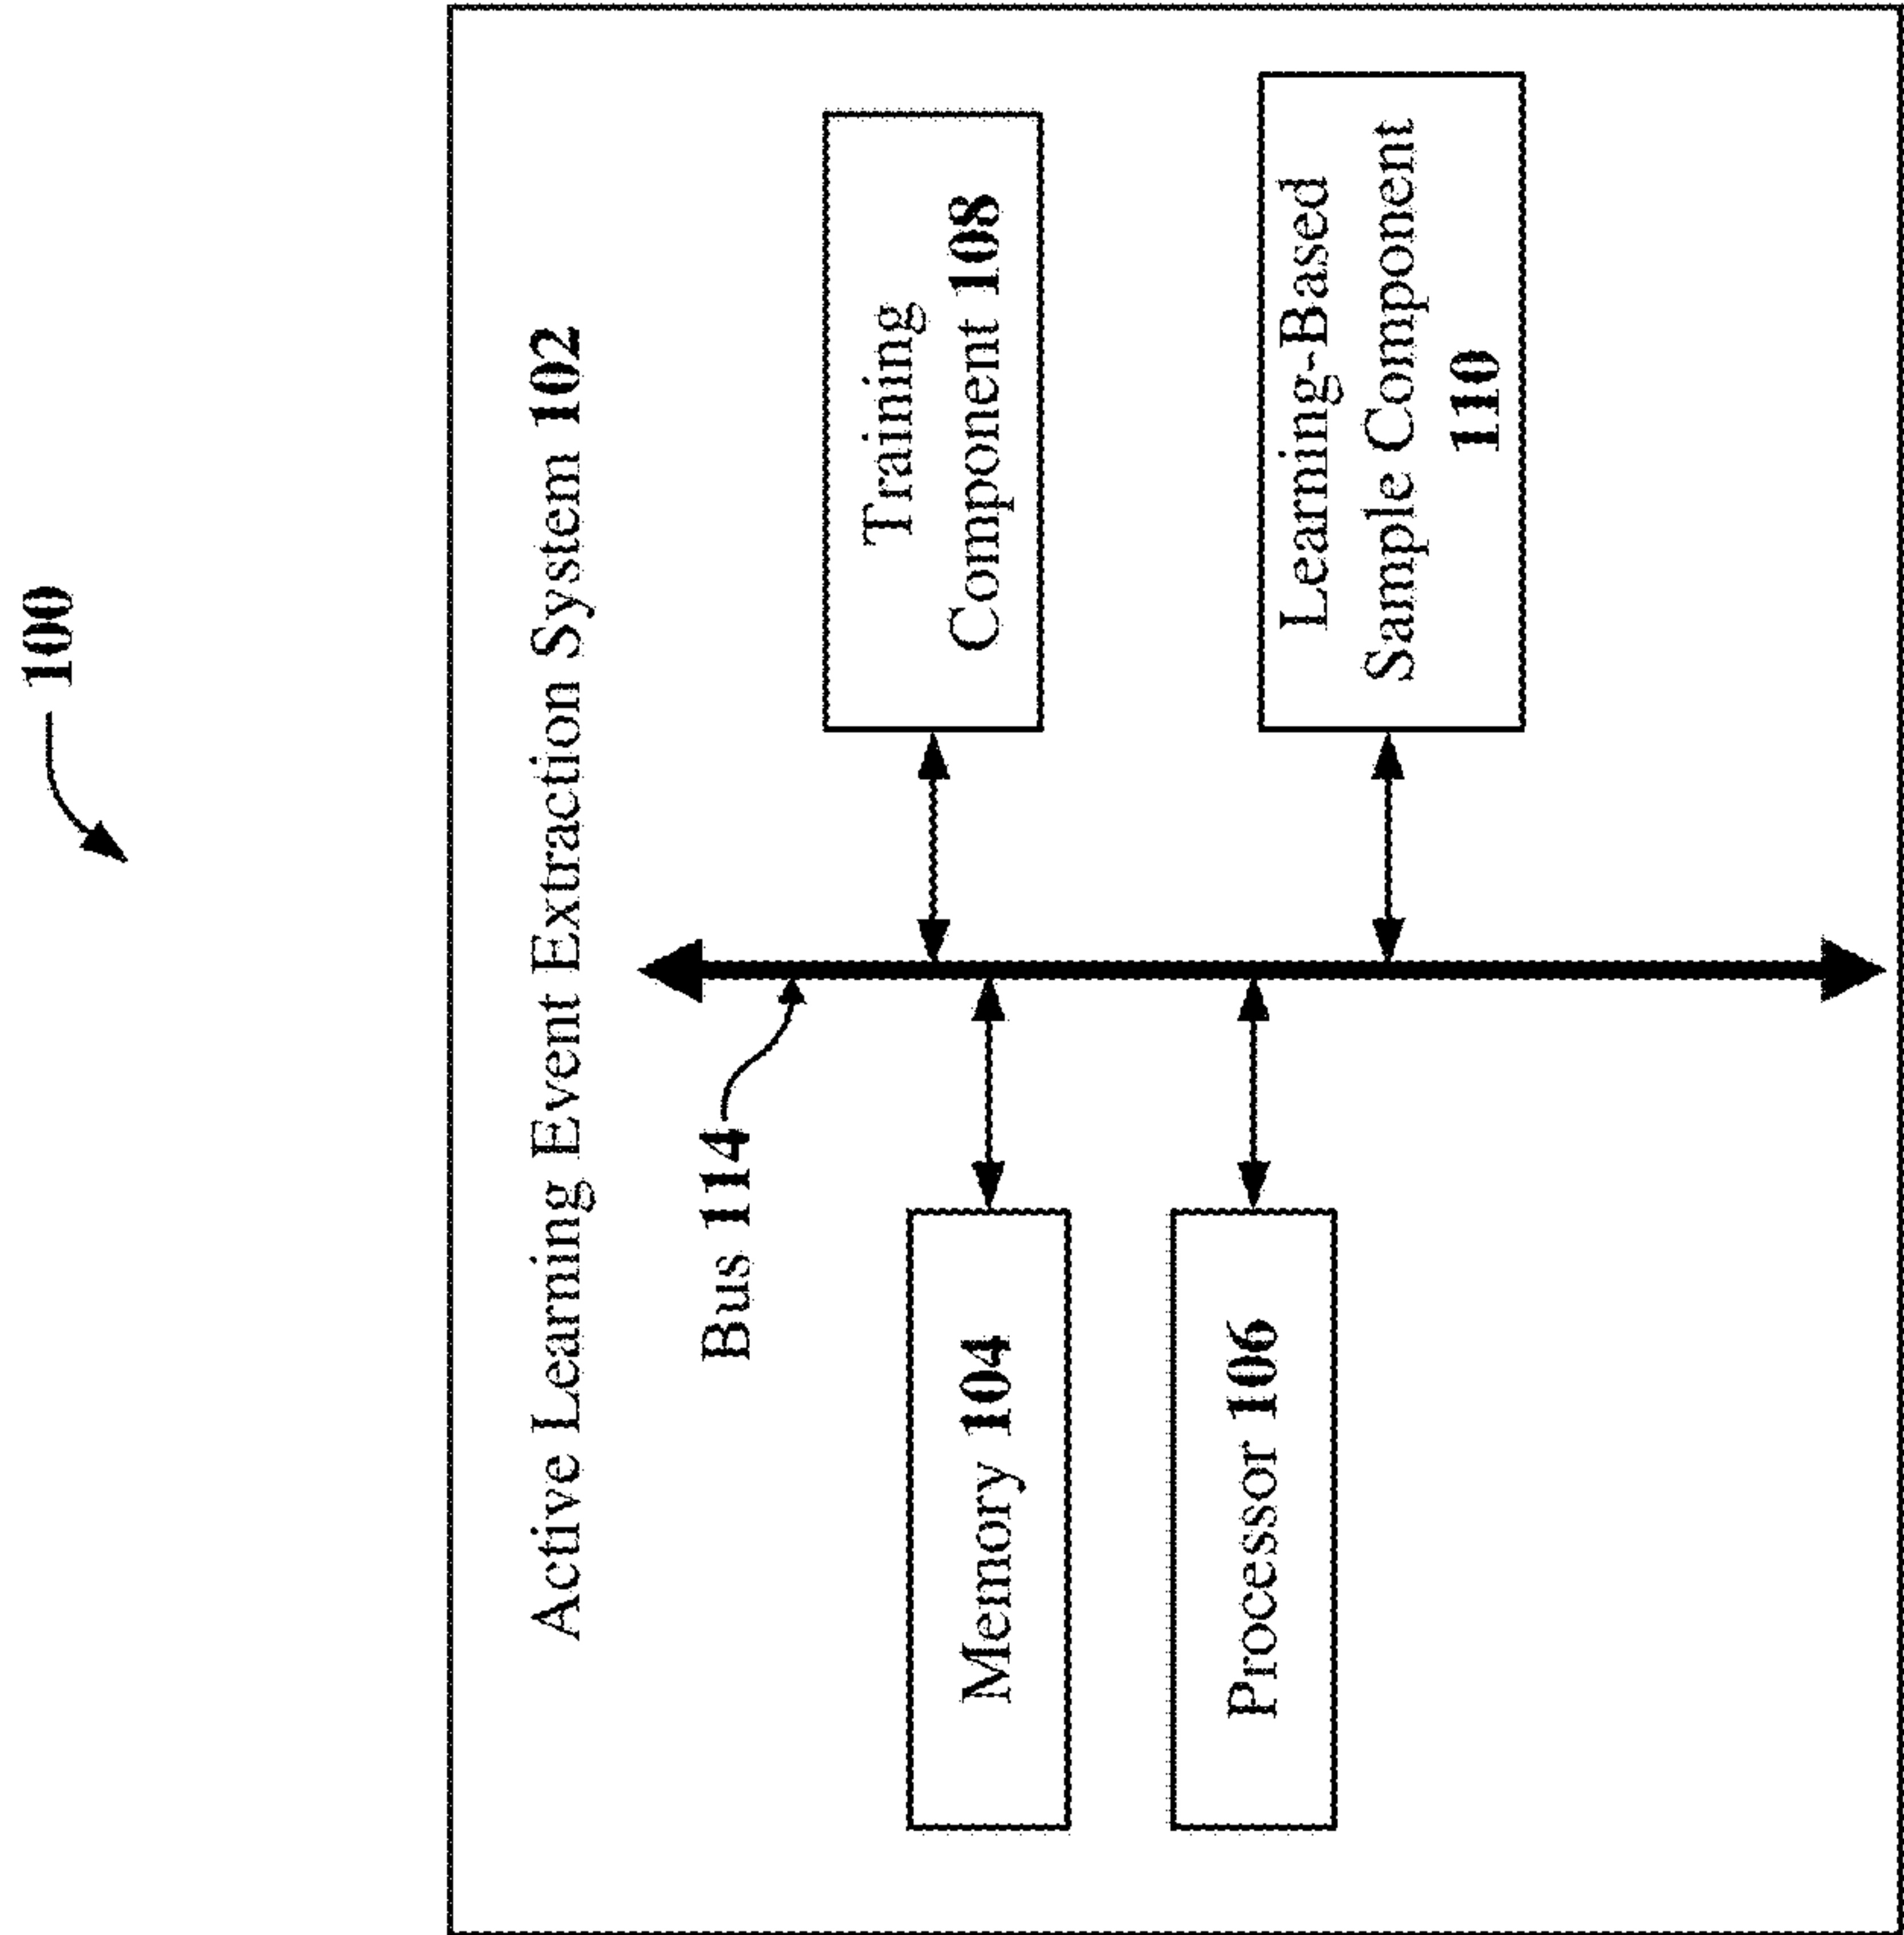 100
Active Learning Event Extraction System 102
Bus 114
Memory 104
Processor 106
Training
Component 108
Learning-Based
Sample Component
110